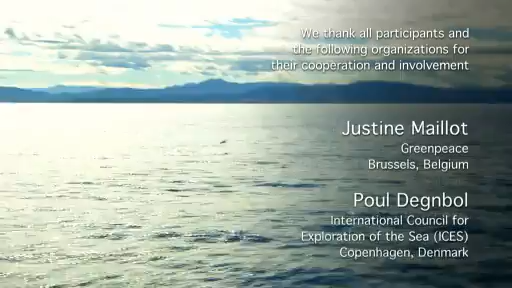 We thank all participants and
the following organizations for
their cooperation and involvement
Justine Maillot
Greenpeace
Brussels, Belgium
Poul Degnbol
International Council for
Exploration of the Sea (ICES)
Copenhagen, Denmark